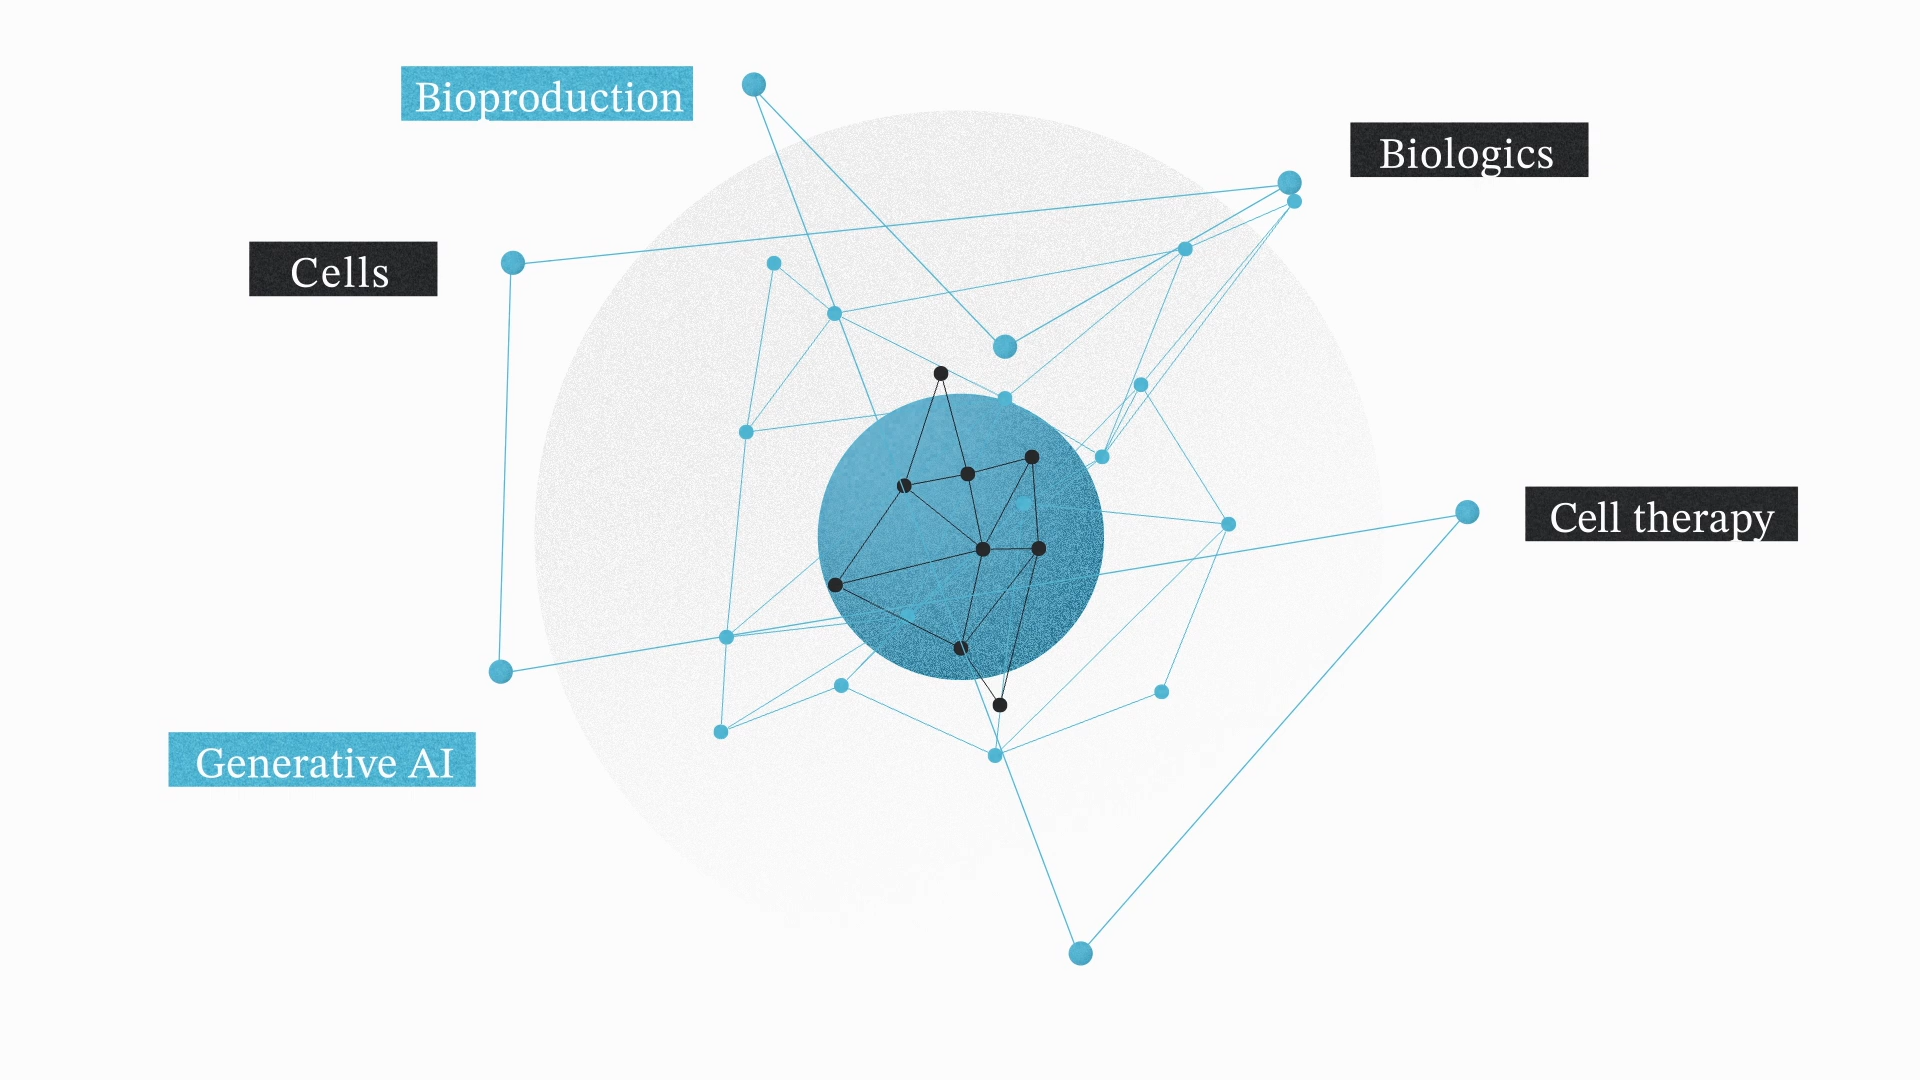 Bioproduction
Biologics
Cells
Cell therapy
Generative AI